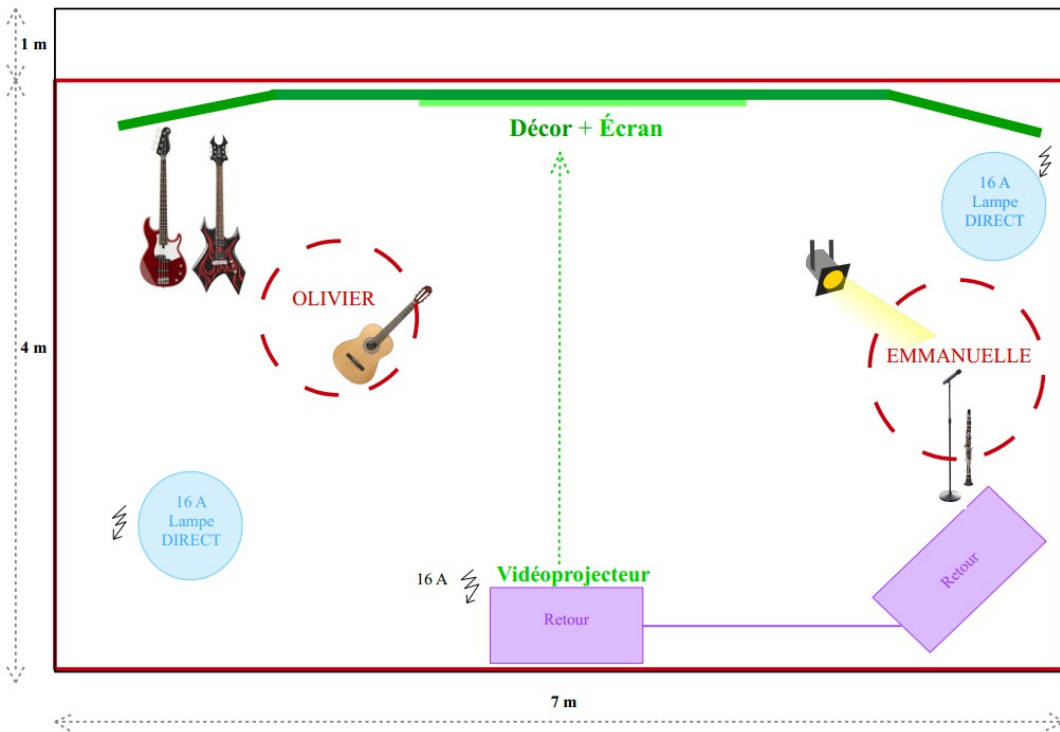 1 m
Décor + Écran
16 A
Lampe
DIRECT
OLIVIER
4 m
EMMANUELLE
16 A
Lampe
DIRECT
16 A
Vidéoprojecteur
Retour
Retour
7 m